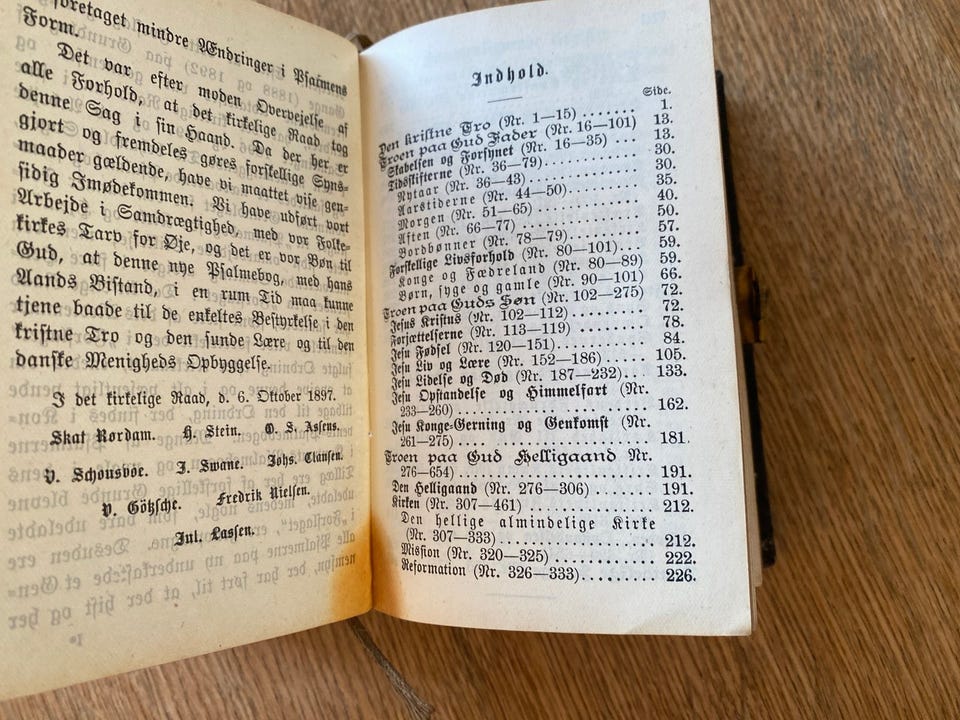 foretaget mindre Ændringer i Psalmens
Form.
Det var efter moden Overvejelse af
alle Forhold, at det kirkelige Raad tog
denne Sag i sin Haand. Da der her er
gjort og fremdeles gøres forskellige Syns-
maader gældende, have vi maattet vise gen-
sidig Imødekommen. Vi have udført vort
Arbejde i Samdrægtighed, med vor Folke-
kirkes Tarv for Øje, og det er vor Bøn til
Gud, at denne nye Psalmebog, med hans
Aands Bistand, i en rum Tid maa kunne
tjene baade til de enkeltes Bestyrkelse i den
kristne Tro og den sunde Lære og til den
danske Menigheds Opbyggelse.
I det kirkelige Raad, d. 6. Oktober 1897.
Skat Rørdam. H. Stein. O. S. Assens.
V. Schousboe. J. Swane. Johs. Clausen.
P. Götzsche. Fredrik Nielsen.
Jul. Lassen.
Indhold.
Side.
Den kristne Tro (Nr. 1—15) ...... 1.
Troen paa Gud Fader (Nr. 16—101) 13.
Skabelsen og Forsynet (Nr. 16—35) ... 13.
Tidsskifterne (Nr. 36—79) ......... 30.
Nytaar (Nr. 36—43) ............ 30.
Aarstiderne (Nr. 44—50) ......... 35.
Morgen (Nr. 51—65) ........... 40.
Aften (Nr. 66—77) ............ 50.
Bordbønner (Nr. 78—79) ......... 57.
Forskellige Livsforhold (Nr. 80—101) ... 59.
Konge og Fædreland (Nr. 80—89) 59.
Børn, syge og gamle (Nr. 90—101) 66.
Troen paa Guds Søn (Nr. 102—275) 72.
Jesus Kristus (Nr. 102—112) ......... 72.
Forjættelserne (Nr. 113—119) ........ 78.
Jesu Fødsel (Nr. 120—151) .......... 84.
Jesu Liv og Lære (Nr. 152—186) ...... 105.
Jesu Lidelse og Død (Nr. 187—232) ... 133.
Jesu Opstandelse og Himmelfart (Nr.
233—260) .................. 162.
Jesu Konge-Gerning og Genkomst (Nr.
261—275) .................. 181.
Troen paa Gud Helligaand Nr.
276—654) .................. 191.
Den Helligaand (Nr. 276—306) ....... 191.
Kirken (Nr. 307—461) ............ 212.
Den hellige almindelige Kirke
(Nr. 307—333) ............... 212.
Mission (Nr. 320—325) .......... 222.
Reformation (Nr. 326—333) ........ 226.